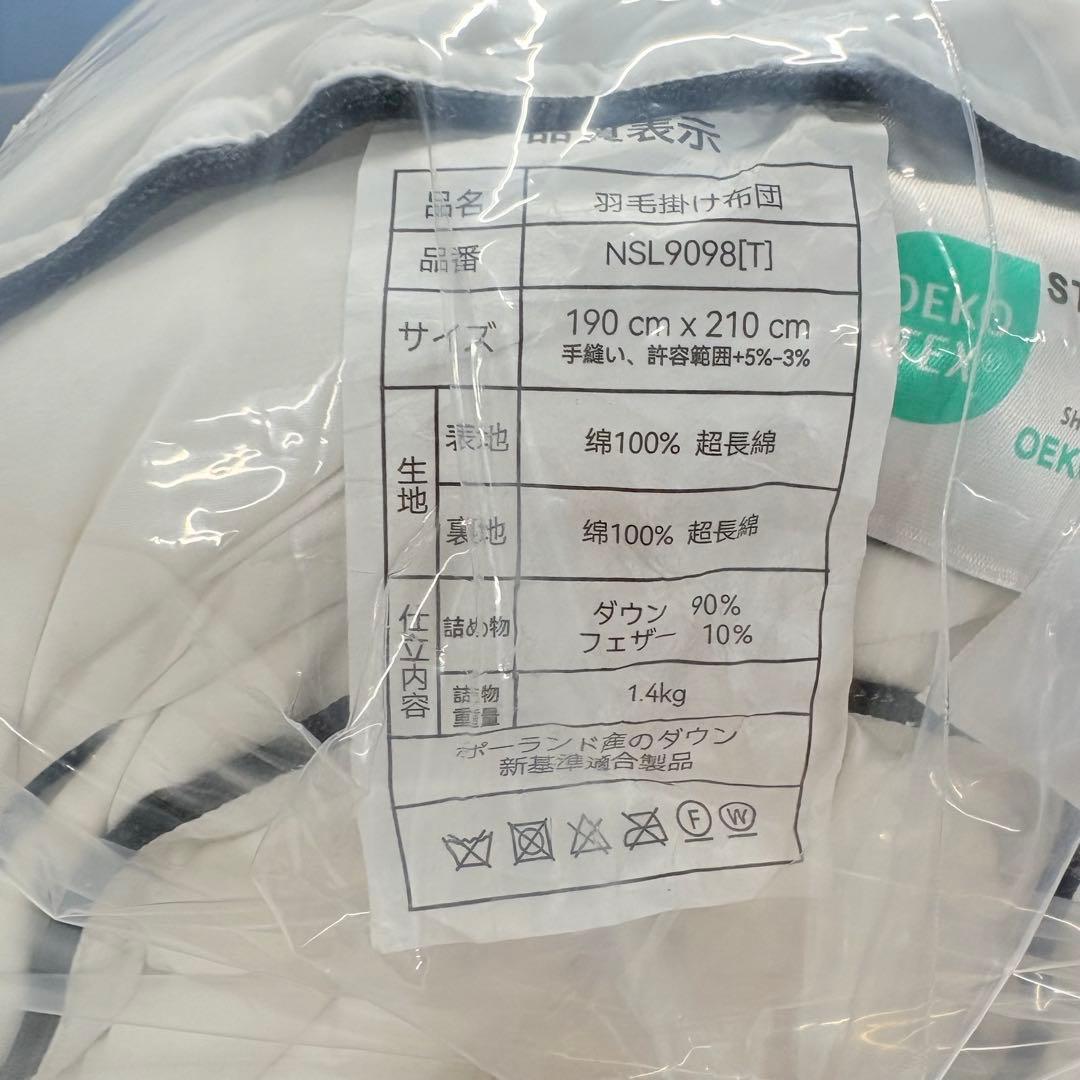 品質表示
品名 羽毛掛け布団
品番 NSL9098[T]
サイズ 190 cm x 210 cm
手縫い、許容範囲+5%-3%
生地
表地 绵100% 超長綿
裏地 绵100% 超長綿
仕立内容
詰め物 ダウン 90%
フェザー 10%
詰物
重量 1.4kg
ポーランド産のダウン
新基準適合製品
F W
OEKO
TEX®
ST
SH
OEK